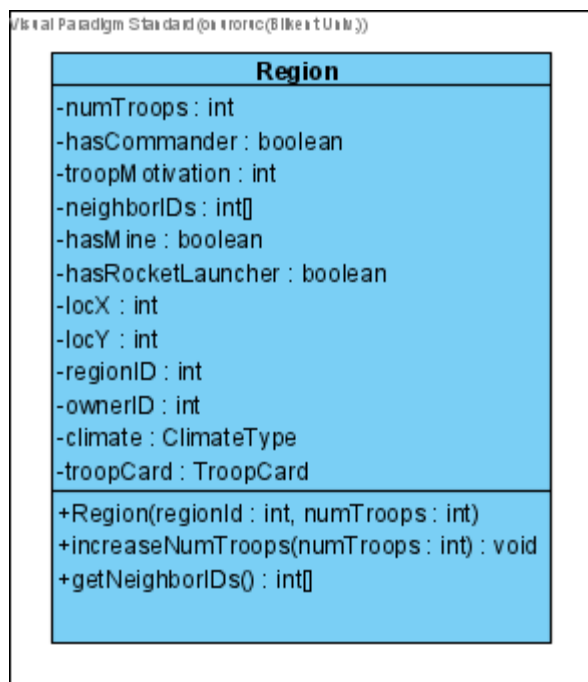 Visual Paradigm Standard (Bilkent Univ.))
Region
-numTroops : int
-hasCommander : boolean
-troopMotivation : int
-neighborIDs : int[]
-hasMine : boolean
-hasRocketLauncher : boolean
-locX : int
-locY : int
-regionID : int
-ownerID : int
-climate : ClimateType
-troopCard : TroopCard
+Region(regionId : int, numTroops : int)
+increaseNumTroops(numTroops : int) : void
+getNeighborIDs() : int[]